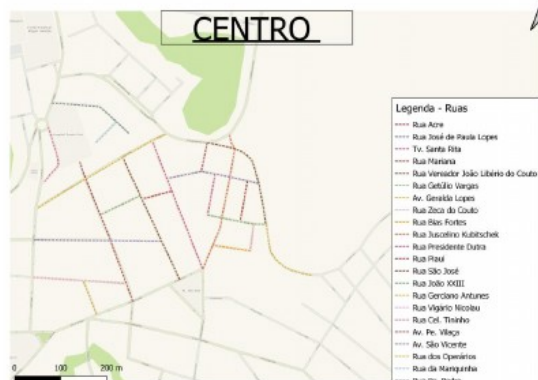 CENTRO
Legenda - Ruas
Rua Acre
Rua José de Paula Lopes
Tv. Santa Rita
Rua Mariana
Rua Vereador João Libério do Couto
Rua Getúlio Vargas
Av. Geralda Lopes
Rua Zeca do Couto
Rua Bias Fortes
Rua Juscelino Kubitschek
Rua Presidente Dutra
Rua Piauí
Rua São José
Rua João XXIII
Rua Gerciano Antunes
Rua Vigário Nicolau
Rua Cel. Tininho
Av. Pe. Vilaça
Av. São Vicente
Rua dos Operários
Rua da Mariquinha
0 100 200 m